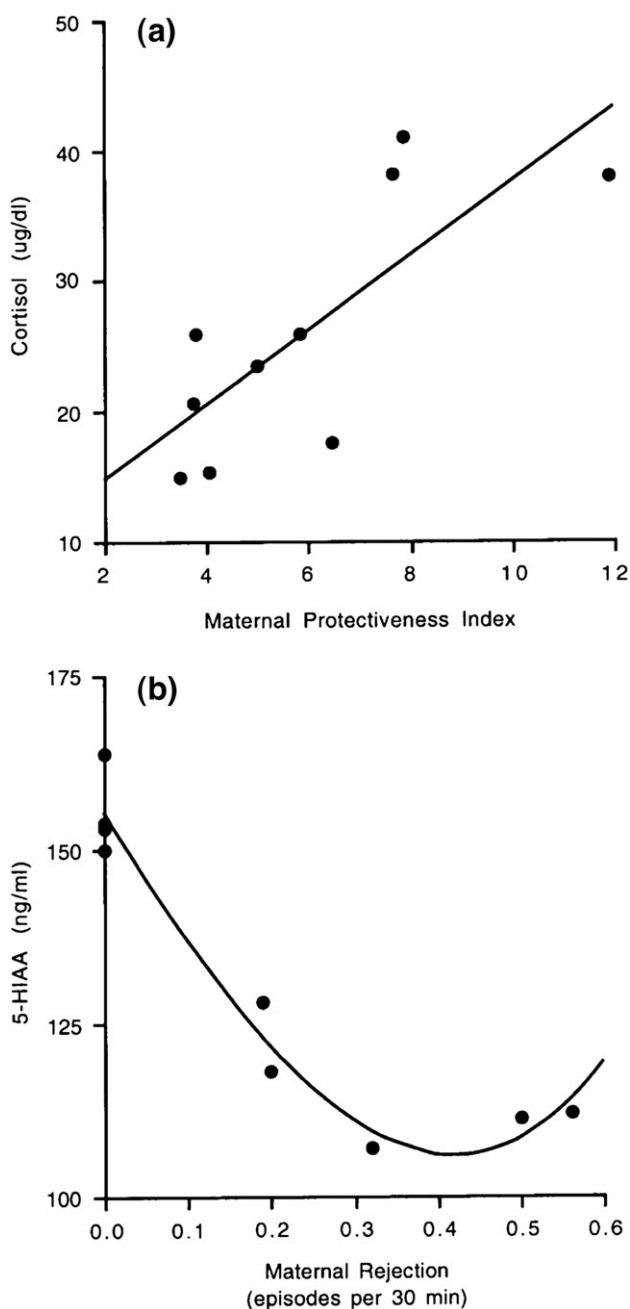 (a)
50
40
30
20
10
Cortisol (ug/dl)
2 4 6 8 10 12
Maternal Protectiveness Index
(b)
175
150
125
100
5-HIAA (ng/ml)
0.0 0.1 0.2 0.3 0.4 0.5 0.6
Maternal Rejection
(episodes per 30 min)